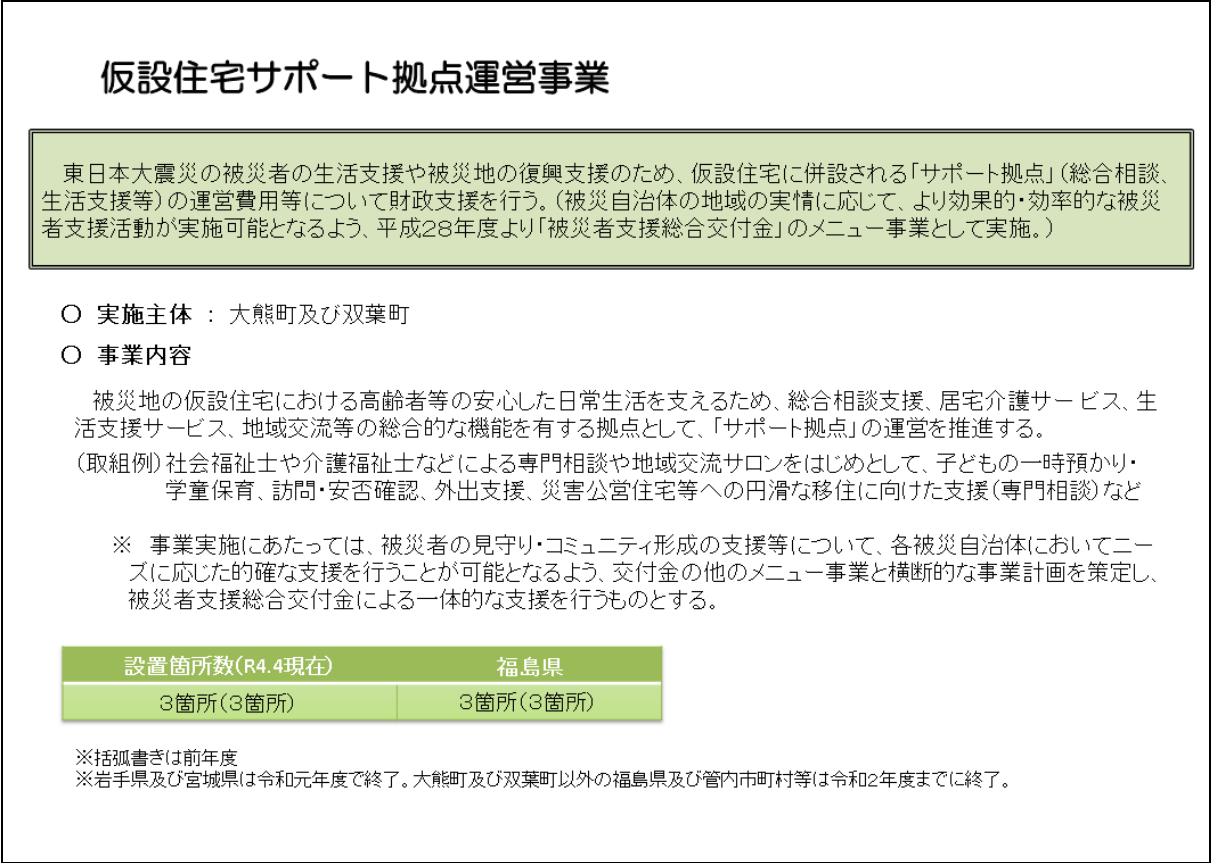 仮設住宅サポート拠点運営事業
東日本大震災の被災者の生活支援や被災地の復興支援のため、仮設住宅に併設される「サポート拠点」(総合相談、
生活支援等)の運営費用等について財政支援を行う。(被災自治体の地域の実情に応じて、より効果的・効率的な被災
者支援活動が実施可能となるよう、平成28年度より「被災者支援総合交付金」のメニュー事業として実施。)
○ 実施主体 : 大熊町及び双葉町
○ 事業内容
被災地の仮設住宅における高齢者等の安心した日常生活を支えるため、総合相談支援、居宅介護サービス、生
活支援サービス、地域交流等の総合的な機能を有する拠点として、「サポート拠点」の運営を推進する。
(取組例)社会福祉士や介護福祉士などによる専門相談や地域交流サロンをはじめとして、子どもの一時預かり・
学童保育、訪問・安否確認、外出支援、災害公営住宅等への円滑な移住に向けた支援(専門相談)など
※ 事業実施にあたっては、被災者の見守り・コミュニティ形成の支援等について、各被災自治体においてニー
ズに応じた的確な支援を行うことが可能となるよう、交付金の他のメニュー事業と横断的な事業計画を策定し、
被災者支援総合交付金による一体的な支援を行うものとする。
設置箇所数(R4.4現在) 福島県
3箇所(3箇所) 3箇所(3箇所)
※括弧書きは前年度
※岩手県及び宮城県は令和元年度で終了。大熊町及び双葉町以外の福島県及び管内市町村等は令和2年度までに終了。